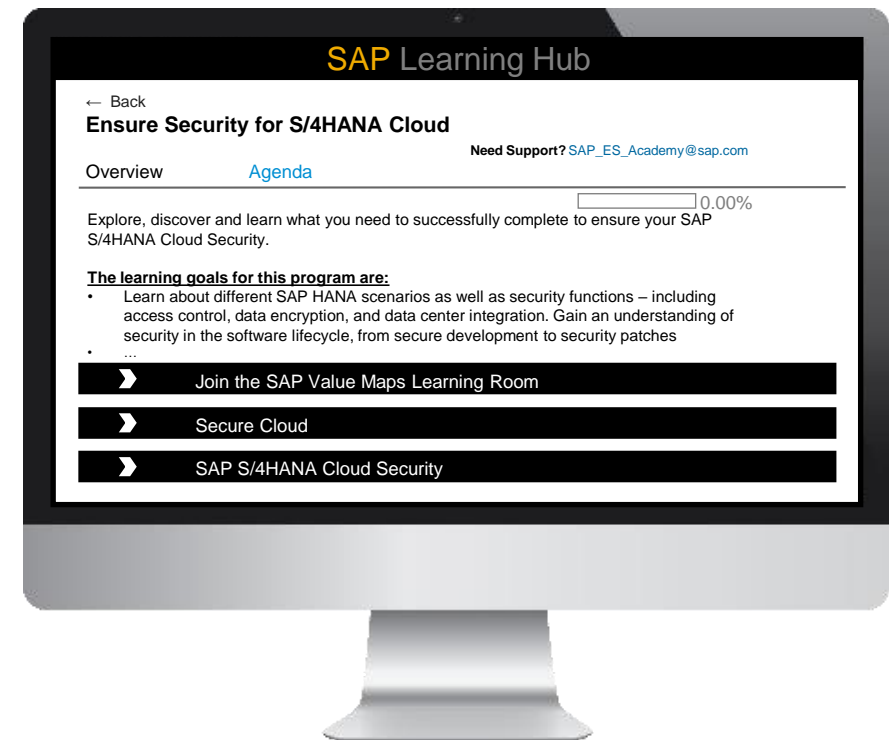 SAP Learning Hub
← Back
Ensure Security for S/4HANA Cloud
Need Support? SAP_ES_Academy@sap.com
Overview Agenda
0.00%
Explore, discover and learn what you need to successfully complete to ensure your SAP
S/4HANA Cloud Security.
The learning goals for this program are:
• Learn about different SAP HANA scenarios as well as security functions – including
access control, data encryption, and data center integration. Gain an understanding of
security in the software lifecycle, from secure development to security patches
• ...
Join the SAP Value Maps Learning Room
Secure Cloud
SAP S/4HANA Cloud Security